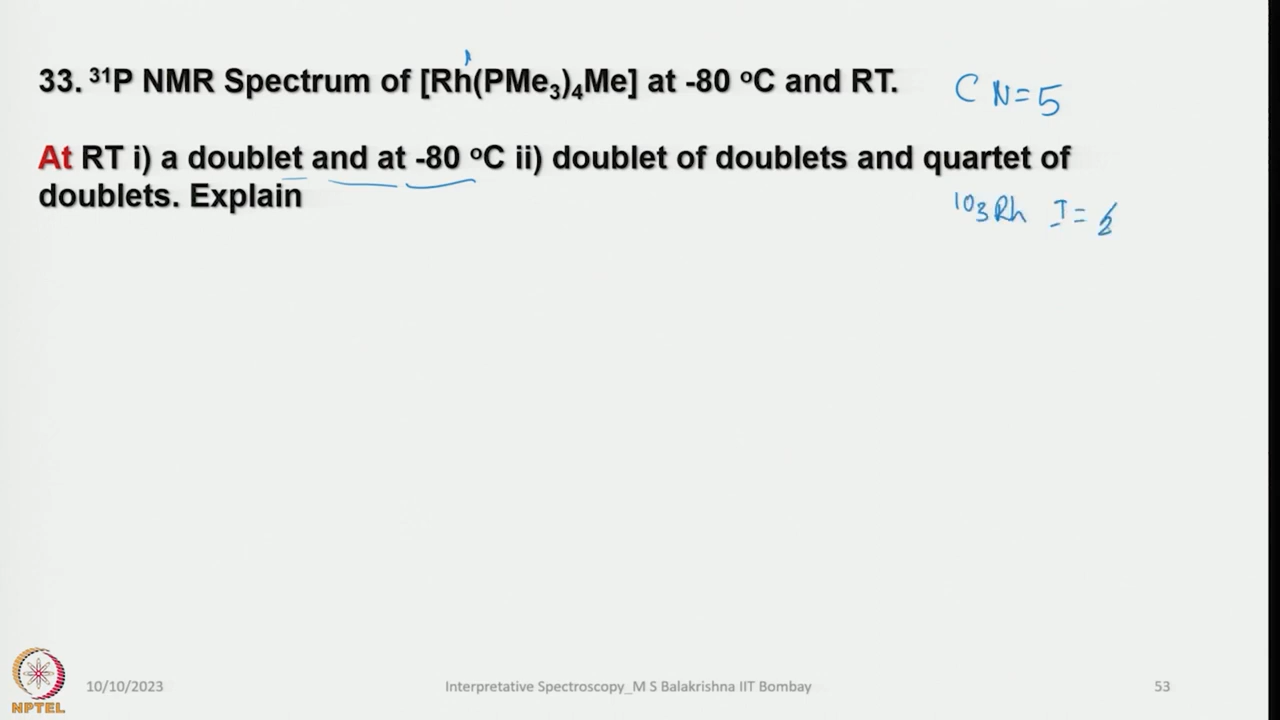 33. ³¹P NMR Spectrum of [Rh(PMe₃)₄Me] at -80 ºC and RT.
C N=5
At RT i) a doublet and at -80 ºC ii) doublet of doublets and quartet of
doublets. Explain
103Rh I=
NPTEL
10/10/2023
Interpretative Spectroscopy_M S Balakrishna IIT Bombay
53